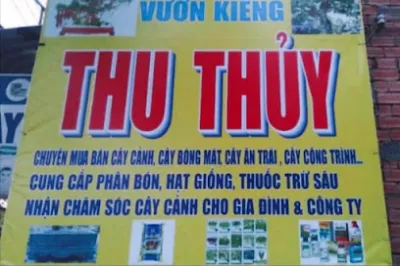 VƯỜN KIỂNG
THU THỦY
CHUYÊN MUA BÁN CÂY CẢNH, CÂY BÓNG MÁT, CÂY ĂN TRÁI, CÂY CÔNG TRÌNH...
CUNG CẤP PHÂN BÓN, HẠT GIỐNG, THUỐC TRỪ SÂU
NHẬN CHĂM SÓC CÂY CẢNH CHO GIA ĐÌNH & CÔNG TY